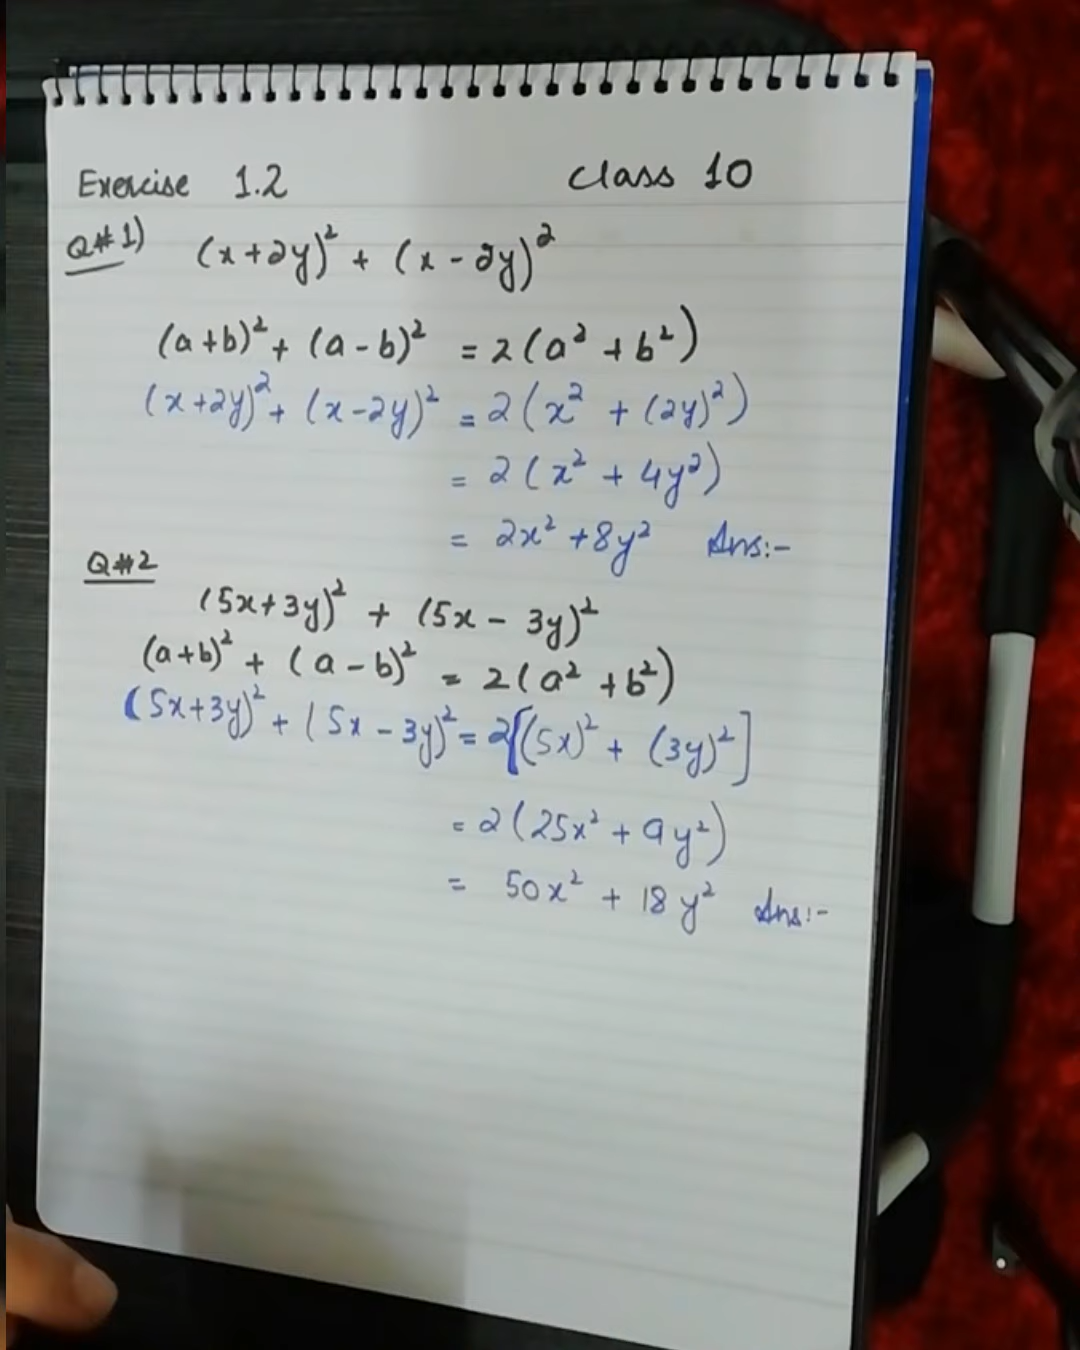 Exercise 1.2 Class 10
Q#1) (x+2y)² + (x-2y)²
(a+b)² + (a-b)² = 2(a² + b²)
(x+2y)² + (x-2y)² = 2(x² + (2y)²)
= 2(x² + 4y²)
= 2x² + 8y² Ans:-
Q#2
(5x+3y)² + (5x - 3y)²
(a+b)² + (a-b)² = 2(a² + b²)
(5x+3y)² + (5x - 3y)² = 2[(5x)² + (3y)²]
= 2(25x² + 9y²)
= 50x² + 18y² Ans:-